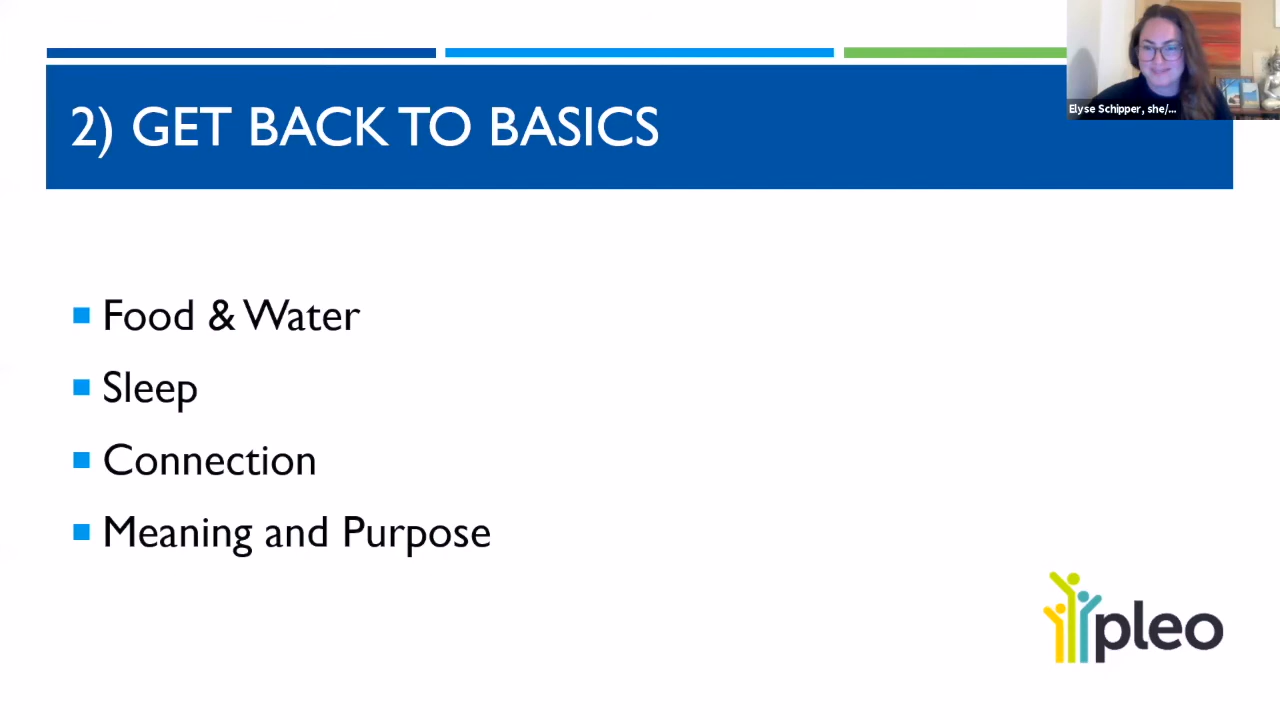 2) GET BACK TO BASICS
Elyse Schipper, she/...
Food & Water
Sleep
Connection
Meaning and Purpose
pleo